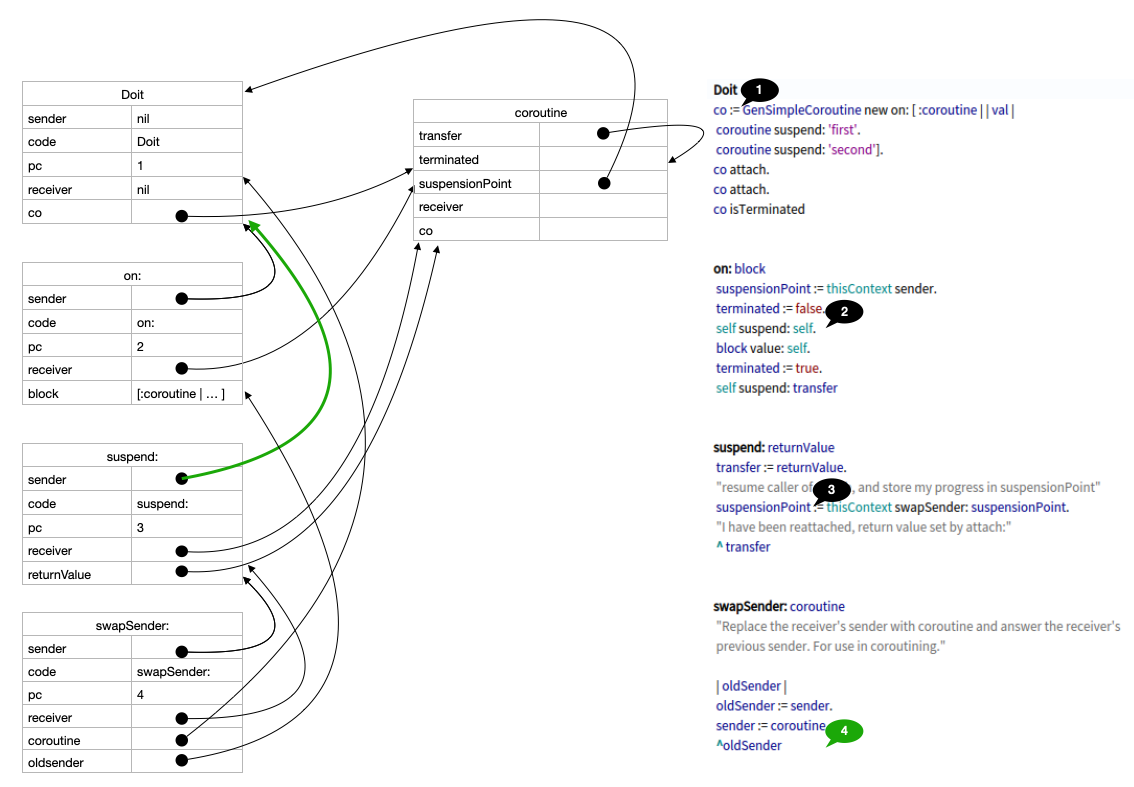 Doit
sender nil
code Doit
pc 1
receiver nil
co
on:
sender
code on:
pc 2
receiver
block [:coroutine | ... ]
suspend:
sender
code suspend:
pc 3
receiver
returnValue
swapSender:
sender
code swapSender:
pc 4
receiver
coroutine
oldsender
coroutine
transfer
terminated
suspensionPoint
receiver
co
Doit 1
co := GenSimpleCoroutine new on: [ :coroutine | | val |
coroutine suspend: 'first'.
coroutine suspend: 'second'].
co attach.
co attach.
co isTerminated
on: block
suspensionPoint := thisContext sender.
terminated := false. 2
self suspend: self.
block value: self.
terminated := true.
self suspend: transfer
suspend: returnValue
transfer := returnValue.
"resume caller of 3 , and store my progress in suspensionPoint"
suspensionPoint := thisContext swapSender: suspensionPoint.
"I have been reattached, return value set by attach:"
^ transfer
swapSender: coroutine
"Replace the receiver's sender with coroutine and answer the receiver's
previous sender. For use in coroutining."
| oldSender |
oldSender := sender.
sender := coroutine 4
^oldSender